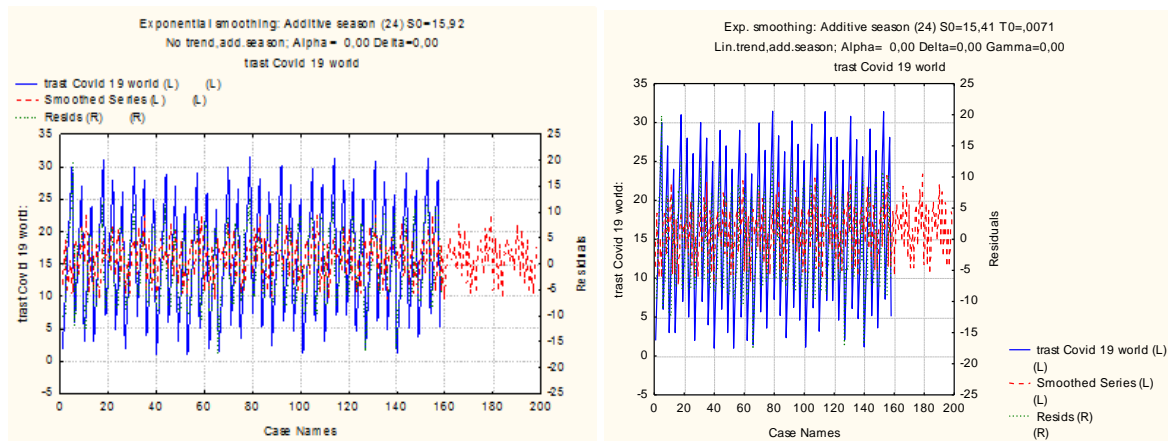 Exponential smoothing: Additive season (24) S0=15,92
No trend,add.season; Alpha= 0,00 Delta=0,00
trast Covid 19 world
trast Covid 19 world (L) (L)
Smoothed Series (L) (L)
Resids (R) (R)
35
30
25
20
15
10
5
0
-5
trast Covid 19 world:
25
20
15
10
5
0
-5
-10
-15
-20
-25
Residuals
0 20 40 60 80 100 120 140 160 180 200
Case Names
Exp. smoothing: Additive season (24) S0=15,41 T0=,0071
Lin.trend,add.season; Alpha= 0,00 Delta=0,00 Gamma=0,00
trast Covid 19 world
35
30
25
20
15
10
5
0
-5
trast Covid 19 world:
25
20
15
10
5
0
-5
-10
-15
-20
-25
Residuals
0 20 40 60 80 100 120 140 160 180 200
Case Names
trast Covid 19 world (L)
(L)
Smoothed Series (L)
(L)
Resids (R)
(R)